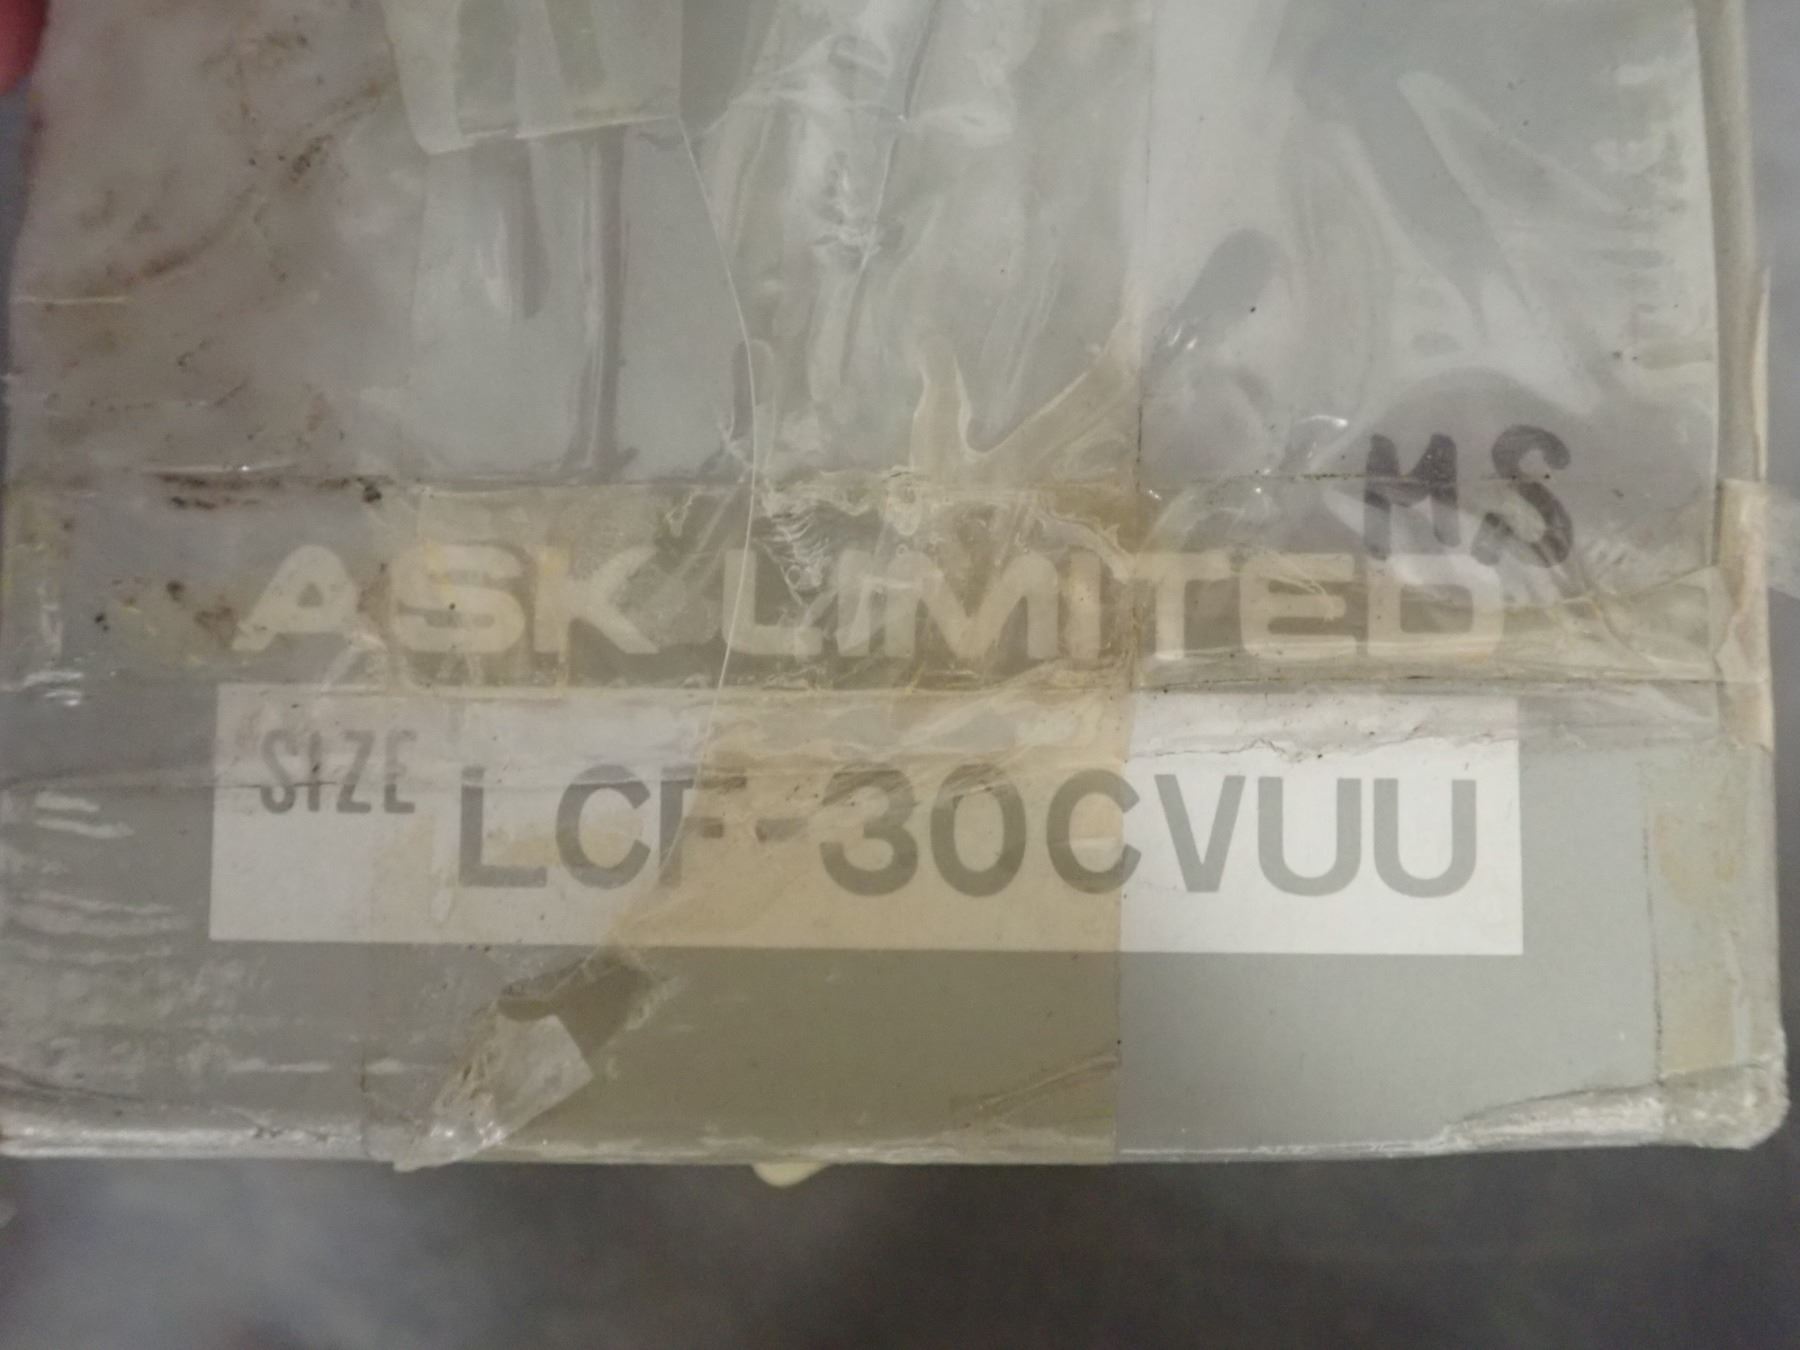 MS
ASK LIMITED
SIZE LCF-30CVUU